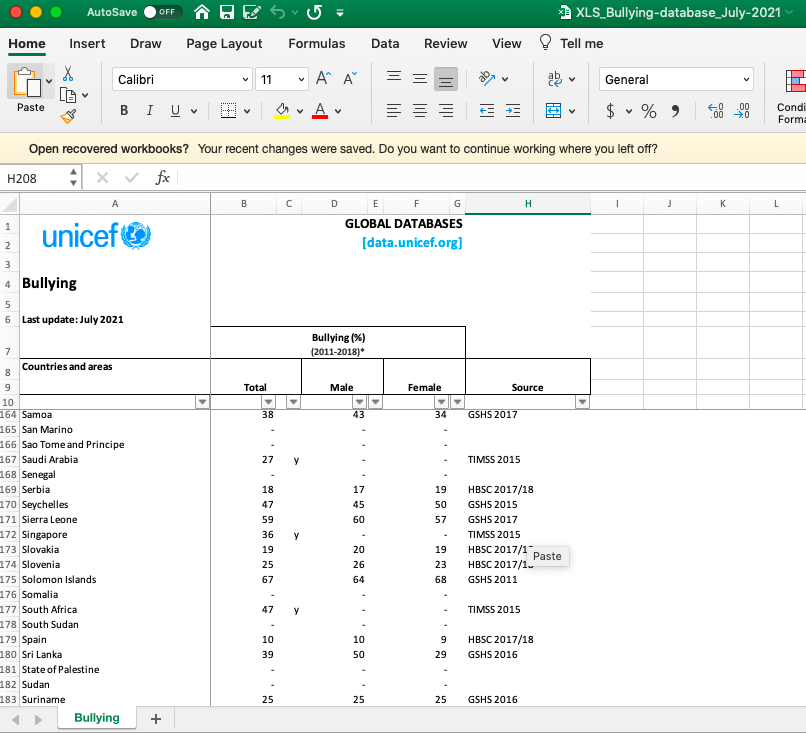 AutoSave OFF XLS_Bullying-database_July-2021
Home Insert Draw Page Layout Formulas Data Review View Tell me
Paste Calibri 11 A A General
B I U A ab $ % Condi
Forma
Open recovered workbooks? Your recent changes were saved. Do you want to continue working where you left off?
H208 fx
A B C D E F G H I J K L
1 unicef GLOBAL DATABASES
2 [data.unicef.org]
3
4 Bullying
5
6 Last update: July 2021
Bullying (%)
7 (2011-2018)*
8 Countries and areas
9 Total Male Female Source
10
164 Samoa 38 43 34 GSHS 2017
165 San Marino - - -
166 Sao Tome and Principe - - -
167 Saudi Arabia 27 y - - TIMSS 2015
168 Senegal - - -
169 Serbia 18 17 19 HBSC 2017/18
170 Seychelles 47 45 50 GSHS 2015
171 Sierra Leone 59 60 57 GSHS 2017
172 Singapore 36 y - - TIMSS 2015
173 Slovakia 19 20 19 HBSC 2017/1
Paste
174 Slovenia 25 26 23 HBSC 2017/1
175 Solomon Islands 67 64 68 GSHS 2011
176 Somalia - - -
177 South Africa 47 y - - TIMSS 2015
178 South Sudan - - -
179 Spain 10 10 9 HBSC 2017/18
180 Sri Lanka 39 50 29 GSHS 2016
181 State of Palestine - - -
182 Sudan - - -
183 Suriname 25 25 25 GSHS 2016
Bullying +